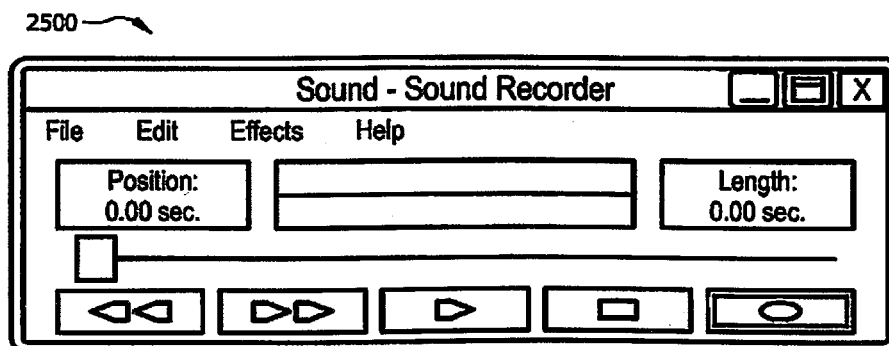 2500
Sound - Sound Recorder X
File Edit Effects Help
Position:
0.00 sec.
Length:
0.00 sec.